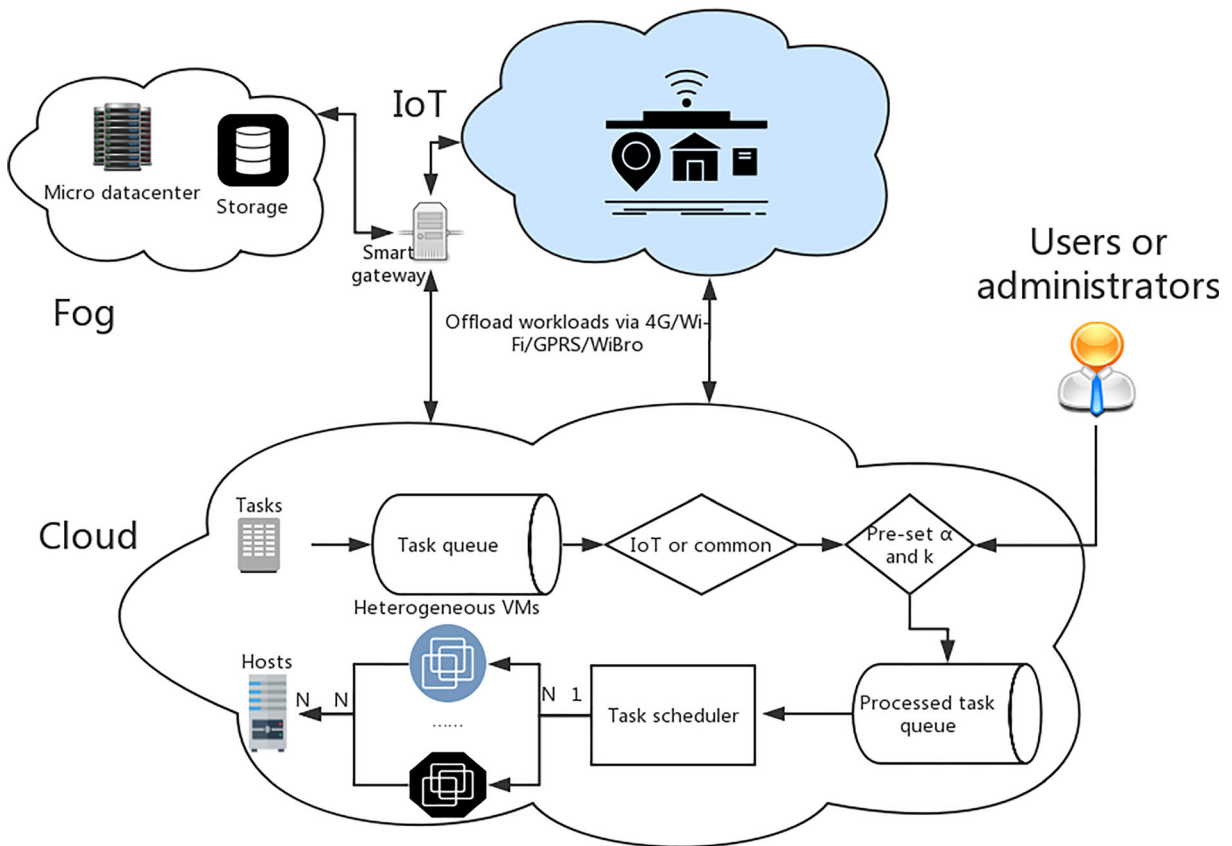 IoT
Micro datacenter
Storage
Smart
gateway
Fog
Users or
administrators
Offload workloads via 4G/Wi-
Fi/GPRS/WiBro
Cloud
Tasks
Task queue
IoT or common
Pre-set α
and k
Heterogeneous VMs
Hosts
N
N
......
N
1
Task scheduler
Processed task
queue